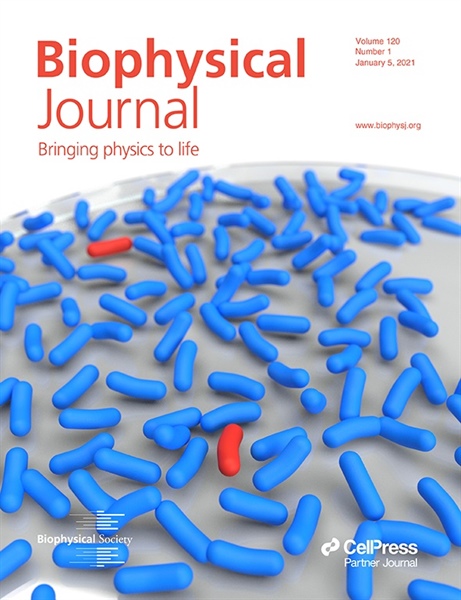 Biophysical
Journal
Bringing physics to life
Volume 120
Number 1
January 5, 2021
www.biophysj.org
Biophysical Society
CellPress
Partner Journal